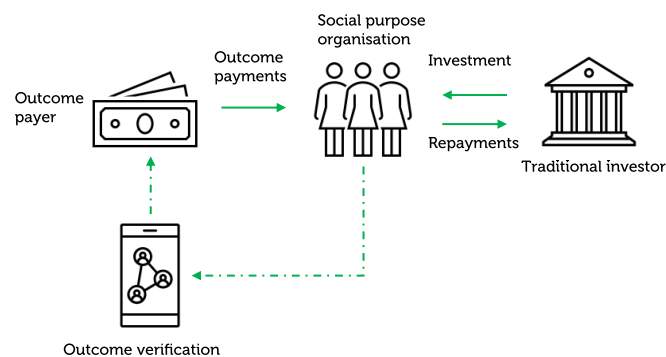 Social purpose
organisation
Outcome
payments
Investment
Outcome
payer
Repayments
Traditional investor
Outcome verification